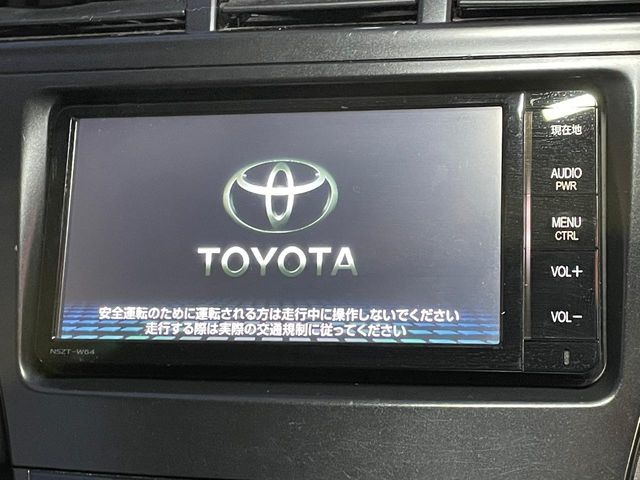 現在地
AUDIO
PWR
MENU
CTRL
VOL+
VOL−
TOYOTA
安全運転のために運転される方は走行中に操作しないでください
走行する際は実際の交通規制に従ってください
NSZT-W64